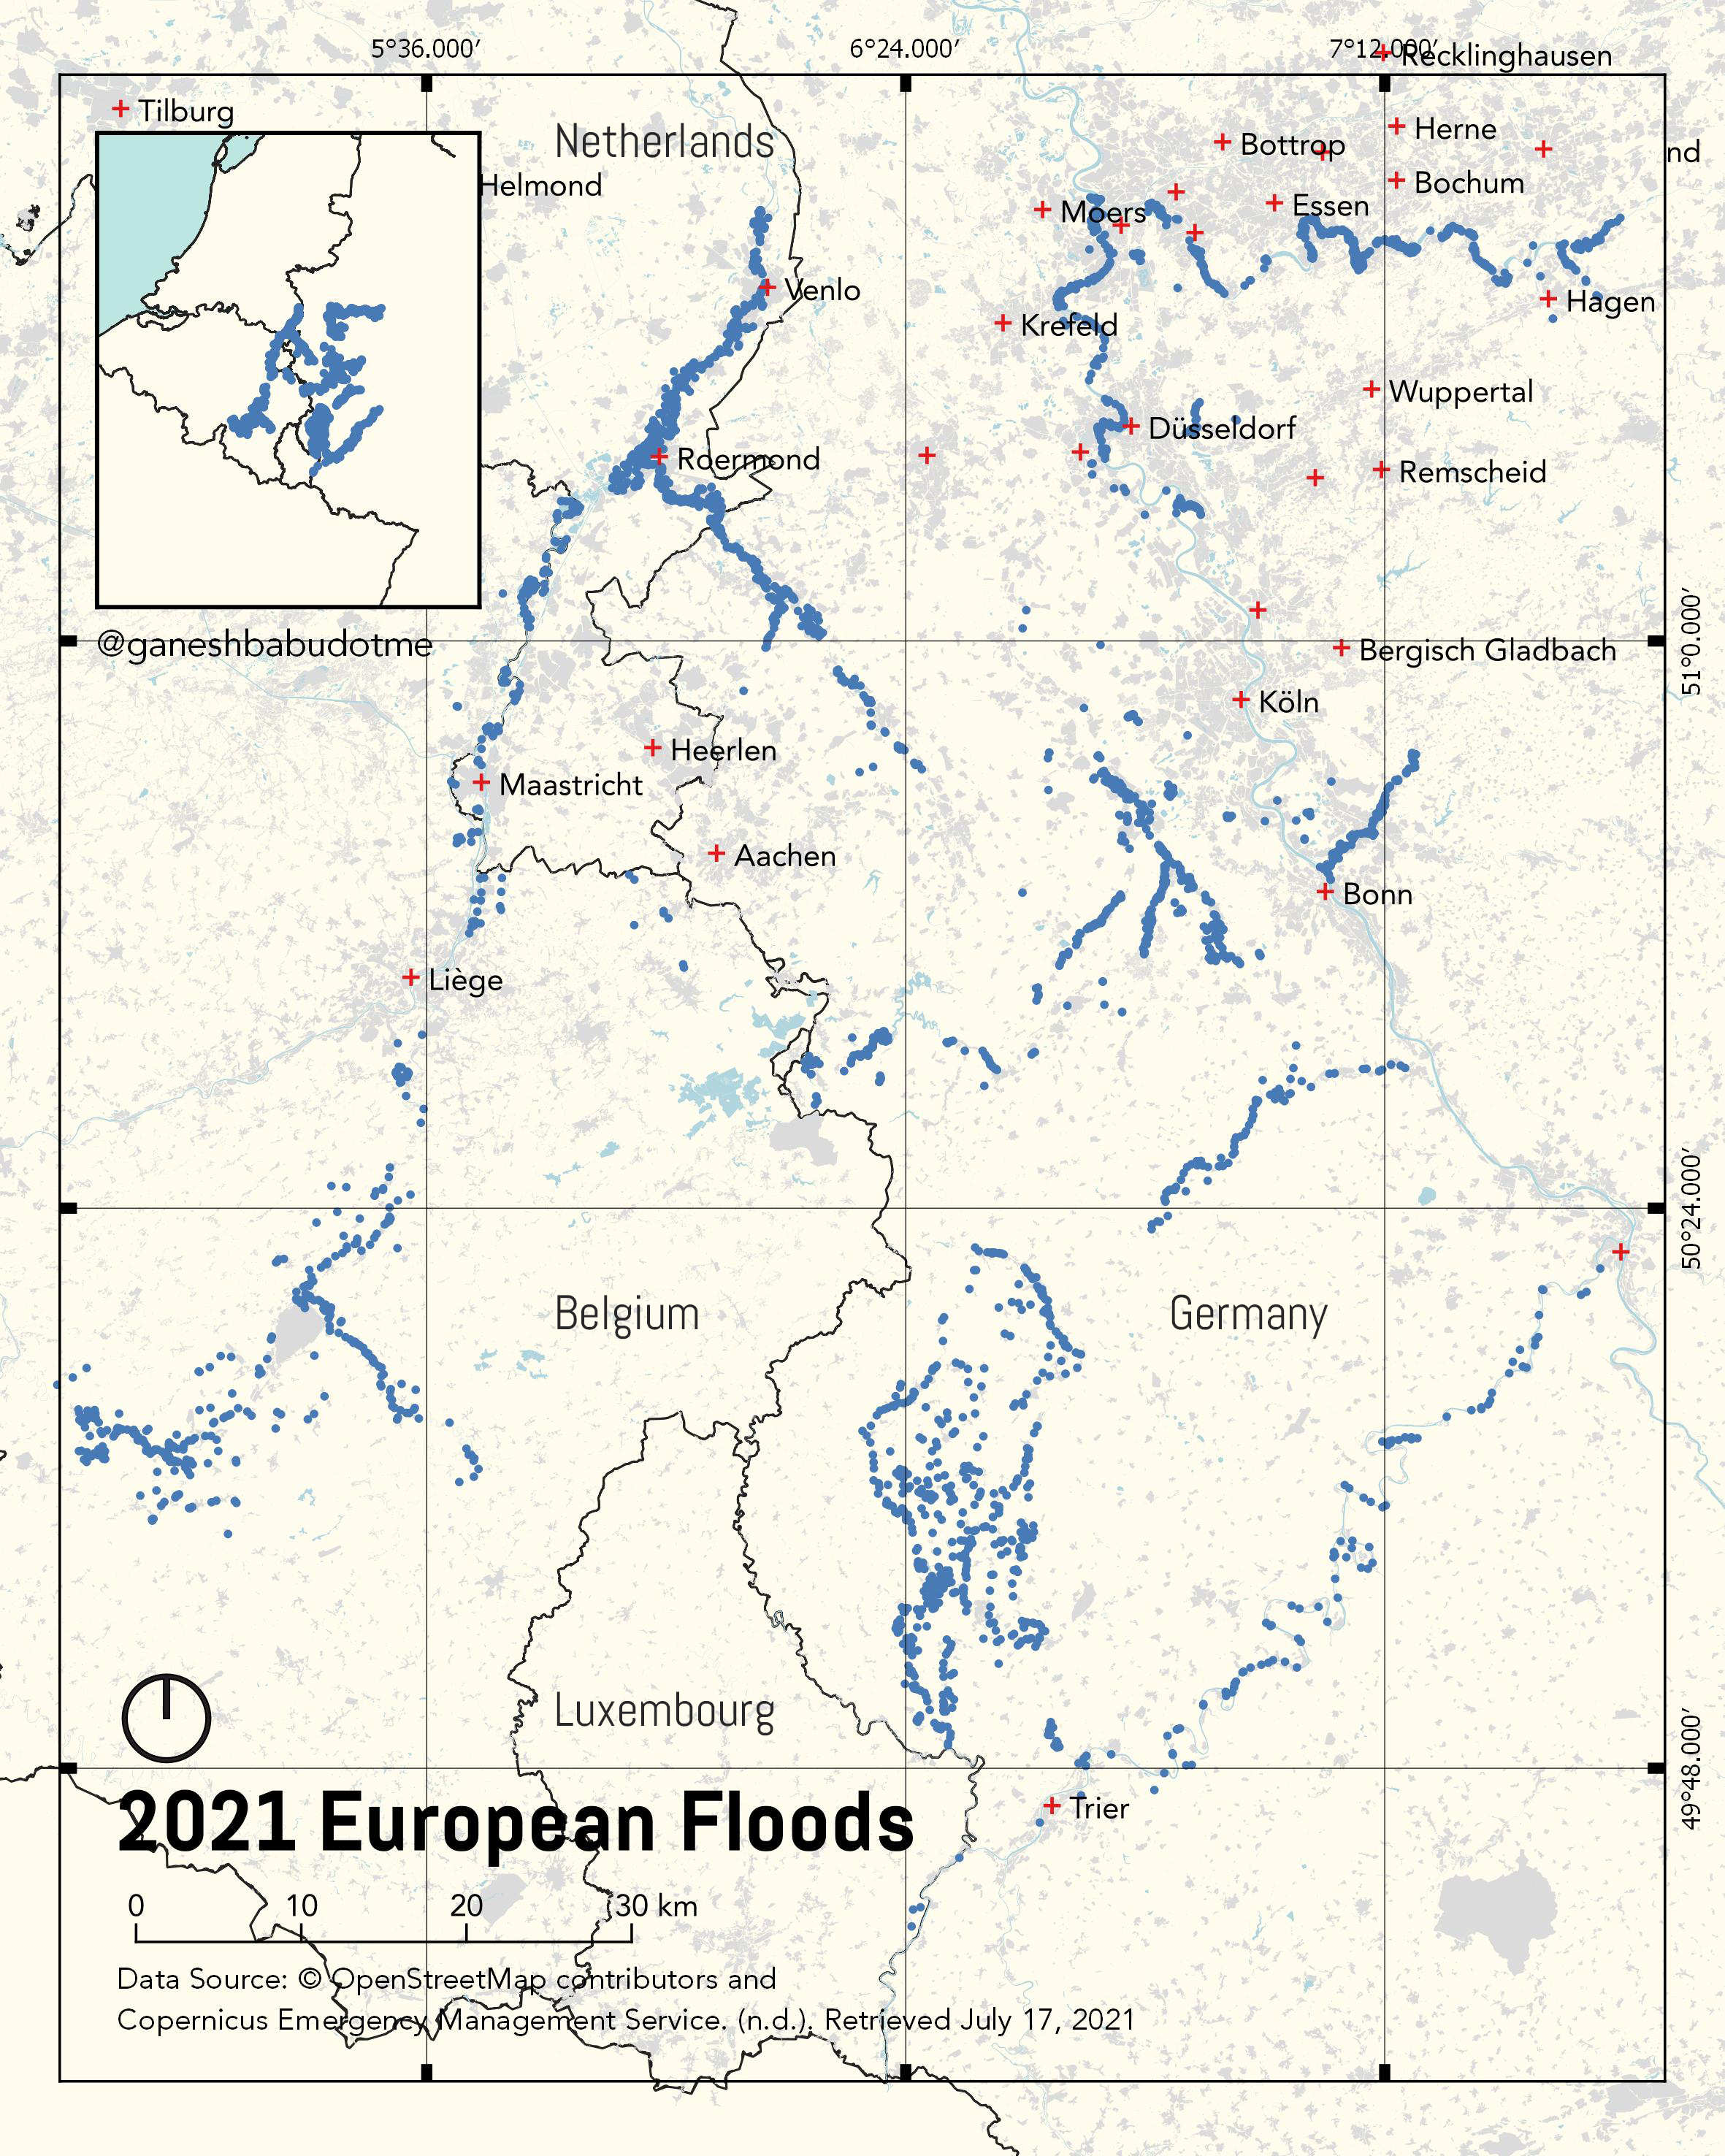 5°36.000′
6°24.000′
7°12.000′
Recklinghausen
Tilburg
Netherlands
Herne
Bottrop
nd
Helmond
Bochum
Essen
Moers
Venlo
Hagen
Krefeld
Wuppertal
Düsseldorf
Roermond
Remscheid
51°0.000′
@ganeshbabudotme
Bergisch Gladbach
Köln
Heerlen
Maastricht
Aachen
Bonn
Liège
50°24.000′
Belgium
Germany
Luxembourg
49°48.000′
2021 European Floods
Trier
0 10 20 30 km
Data Source: © OpenStreetMap contributors and
Copernicus Emergency Management Service. (n.d.). Retrieved July 17, 2021